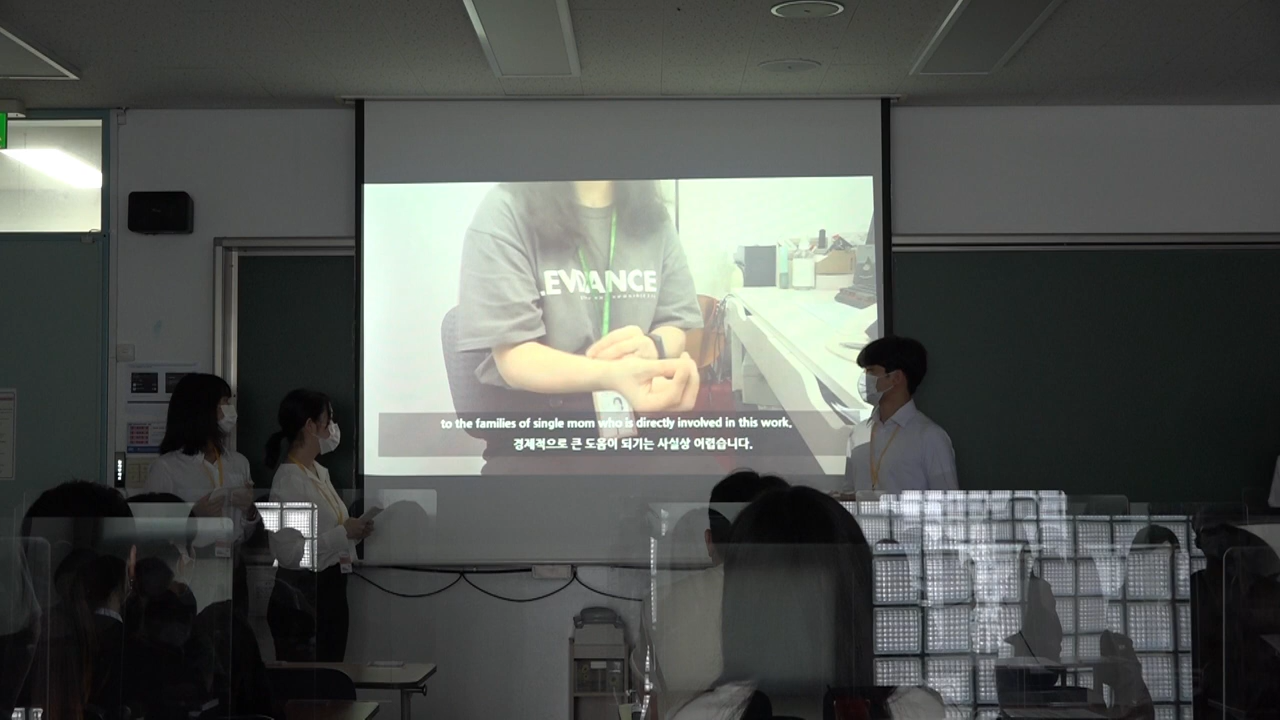 to the families of single mom who is directly involved in this work,
경제적으로 큰 도움이 되기는 사실상 어렵습니다.